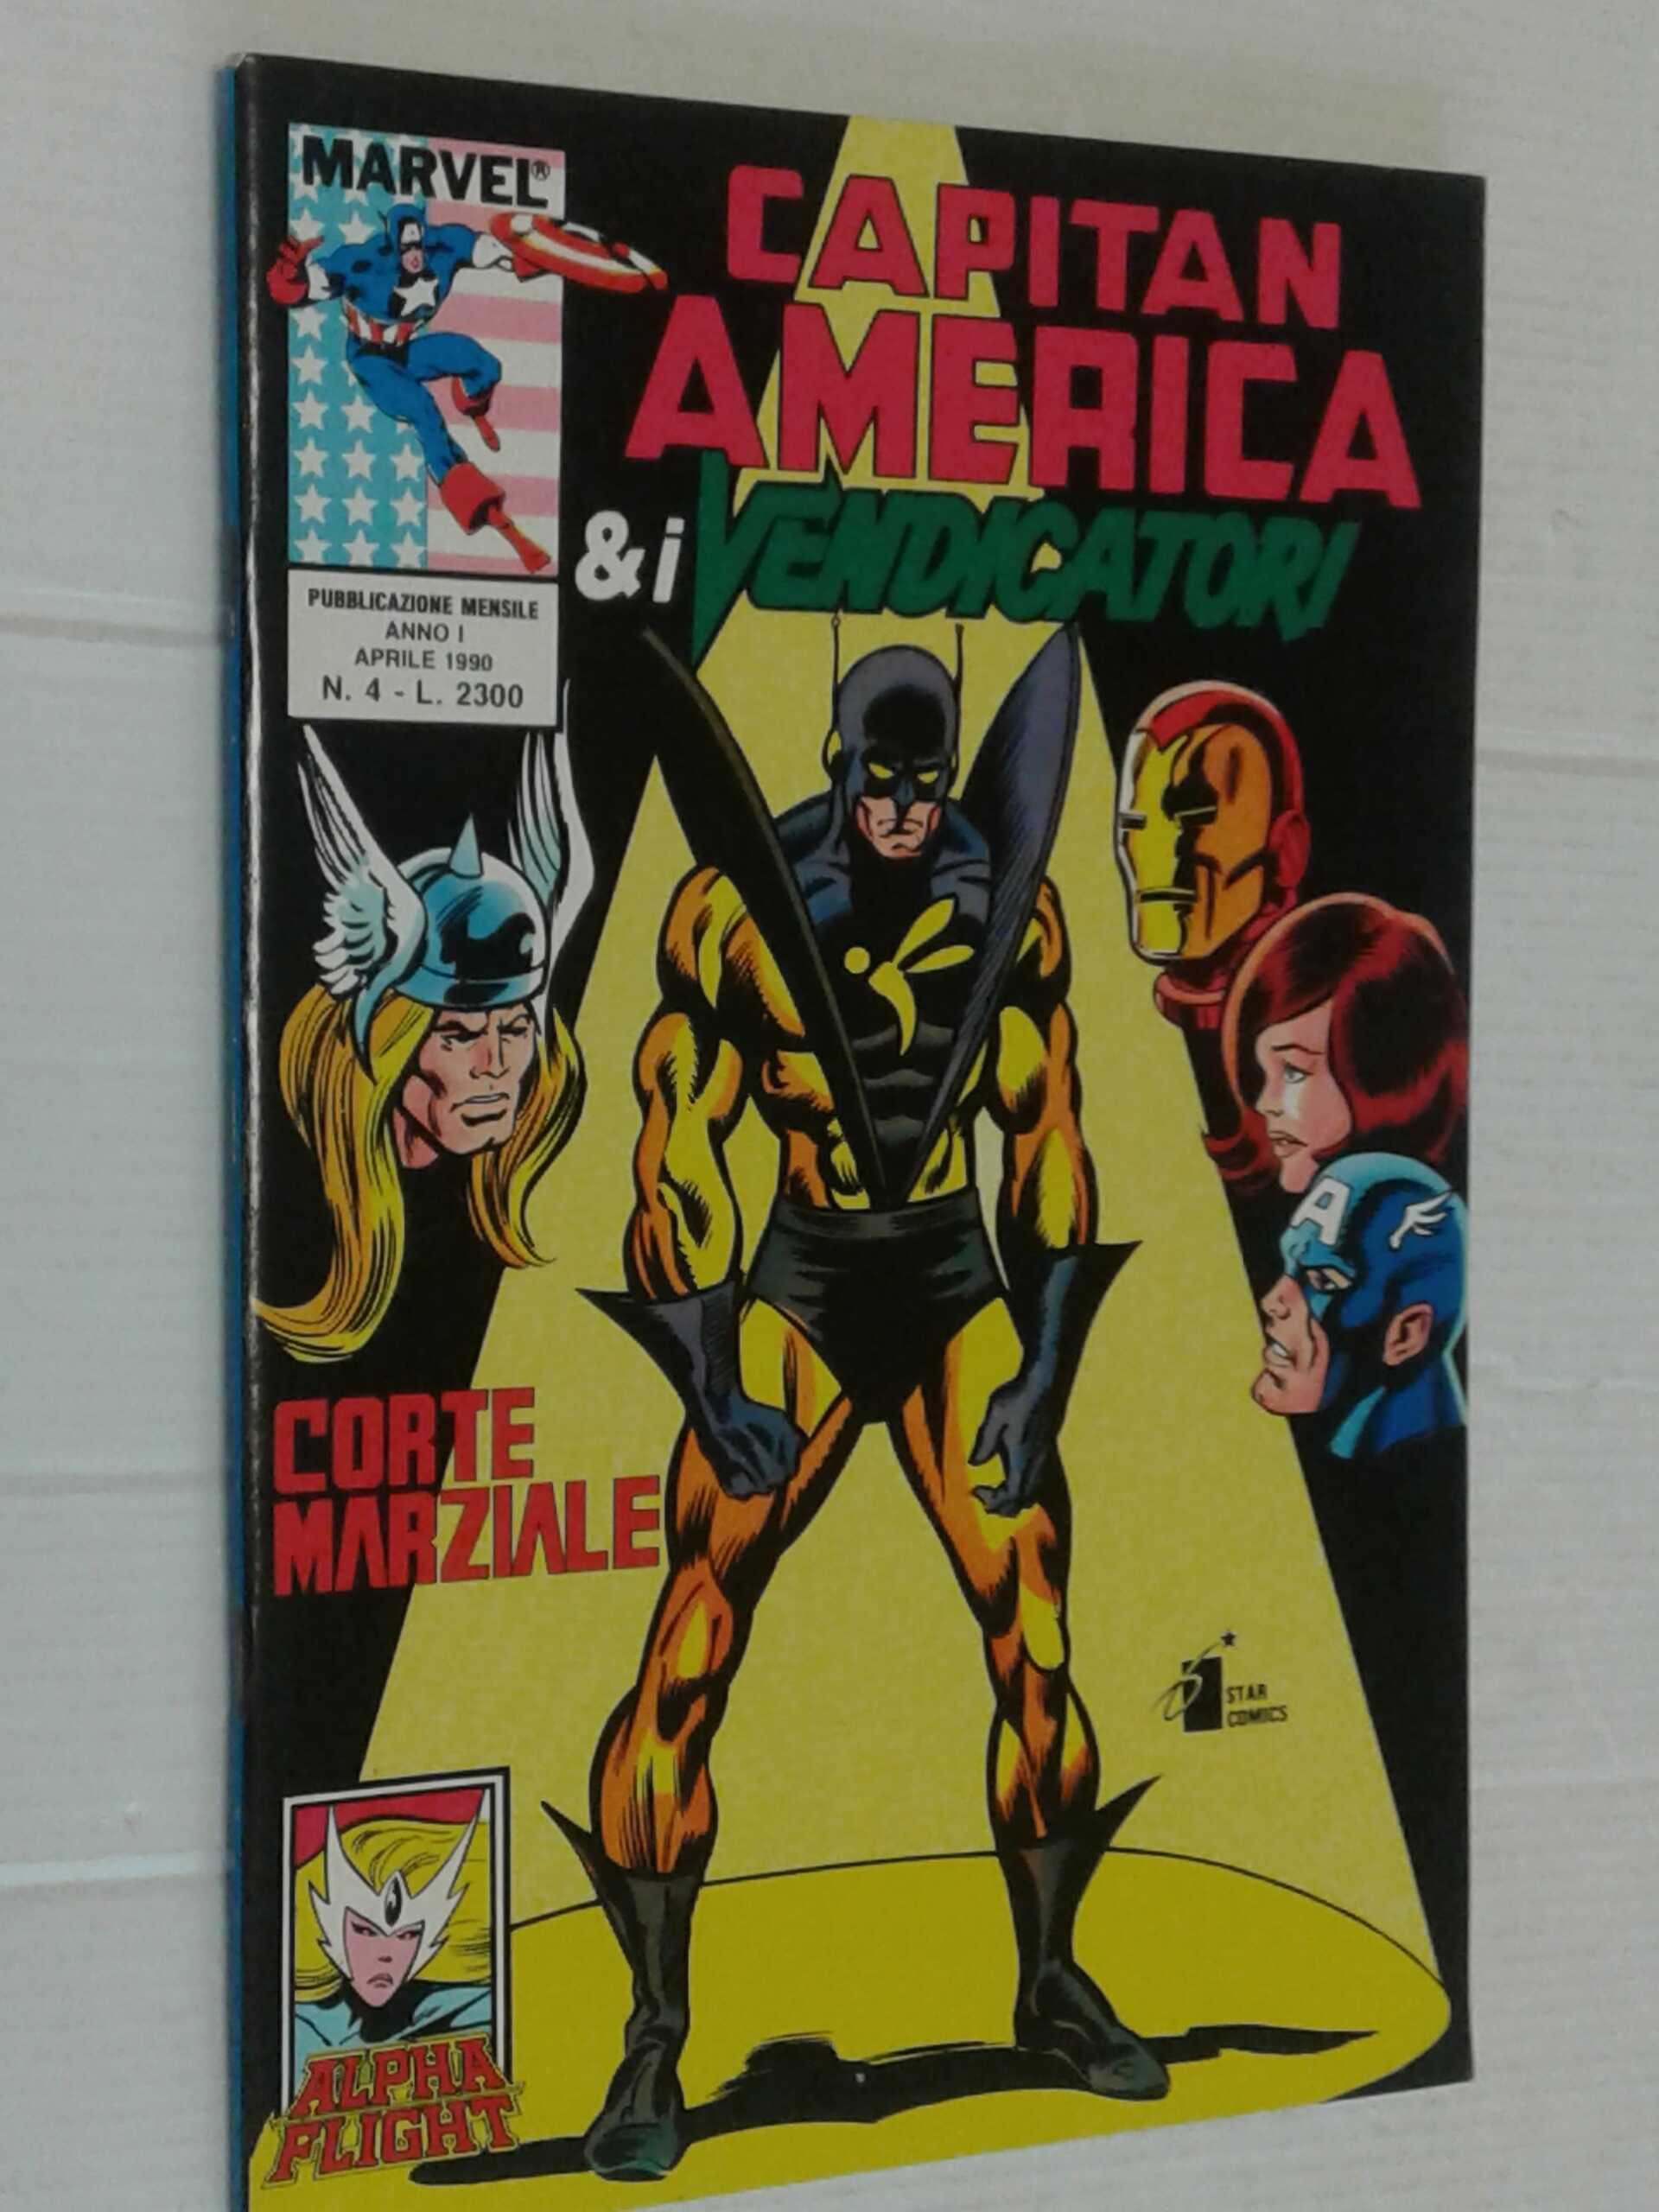 MARVEL®
CAPITAN
AMERICA
& i VENDICATORI
PUBBLICAZIONE MENSILE
ANNO I
APRILE 1990
N. 4 - L. 2300
A
CORTE
MARZIALE
STAR
COMICS
ALPHA
FLIGHT